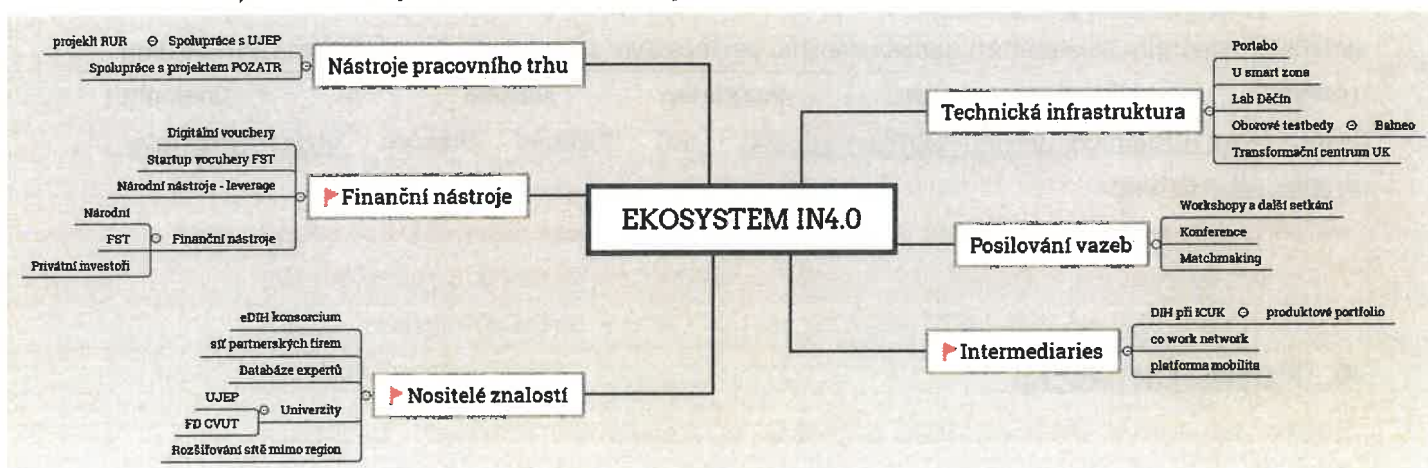 projekit RUR
Spolupráce s UJEP
Spolupráce s projektem POZATR
Nástroje pracovního trhu
Digitální vouchery
Startup vocuhery FST
Národní nástroje - leverage
Národní
FST
Privátní investoři
Finanční nástroje
Finanční nástroje
eDIH konsorcium
síť partnerských firem
Databáze expertů
UJEP
FD CVUT
Univerzity
Rozšiřování sítě mimo region
Nositelé znalostí
EKOSYSTEM IN4.0
Technická infrastruktura
Portabo
U smart zona
Lab Děčín
Oborové testbedy
Balneo
Transformační centrum UK
Posilování vazeb
Workshopy a další setkání
Konference
Matchmaking
Intermediaries
DIH při ICUK
produktové portfolio
co work network
platforma mobilita